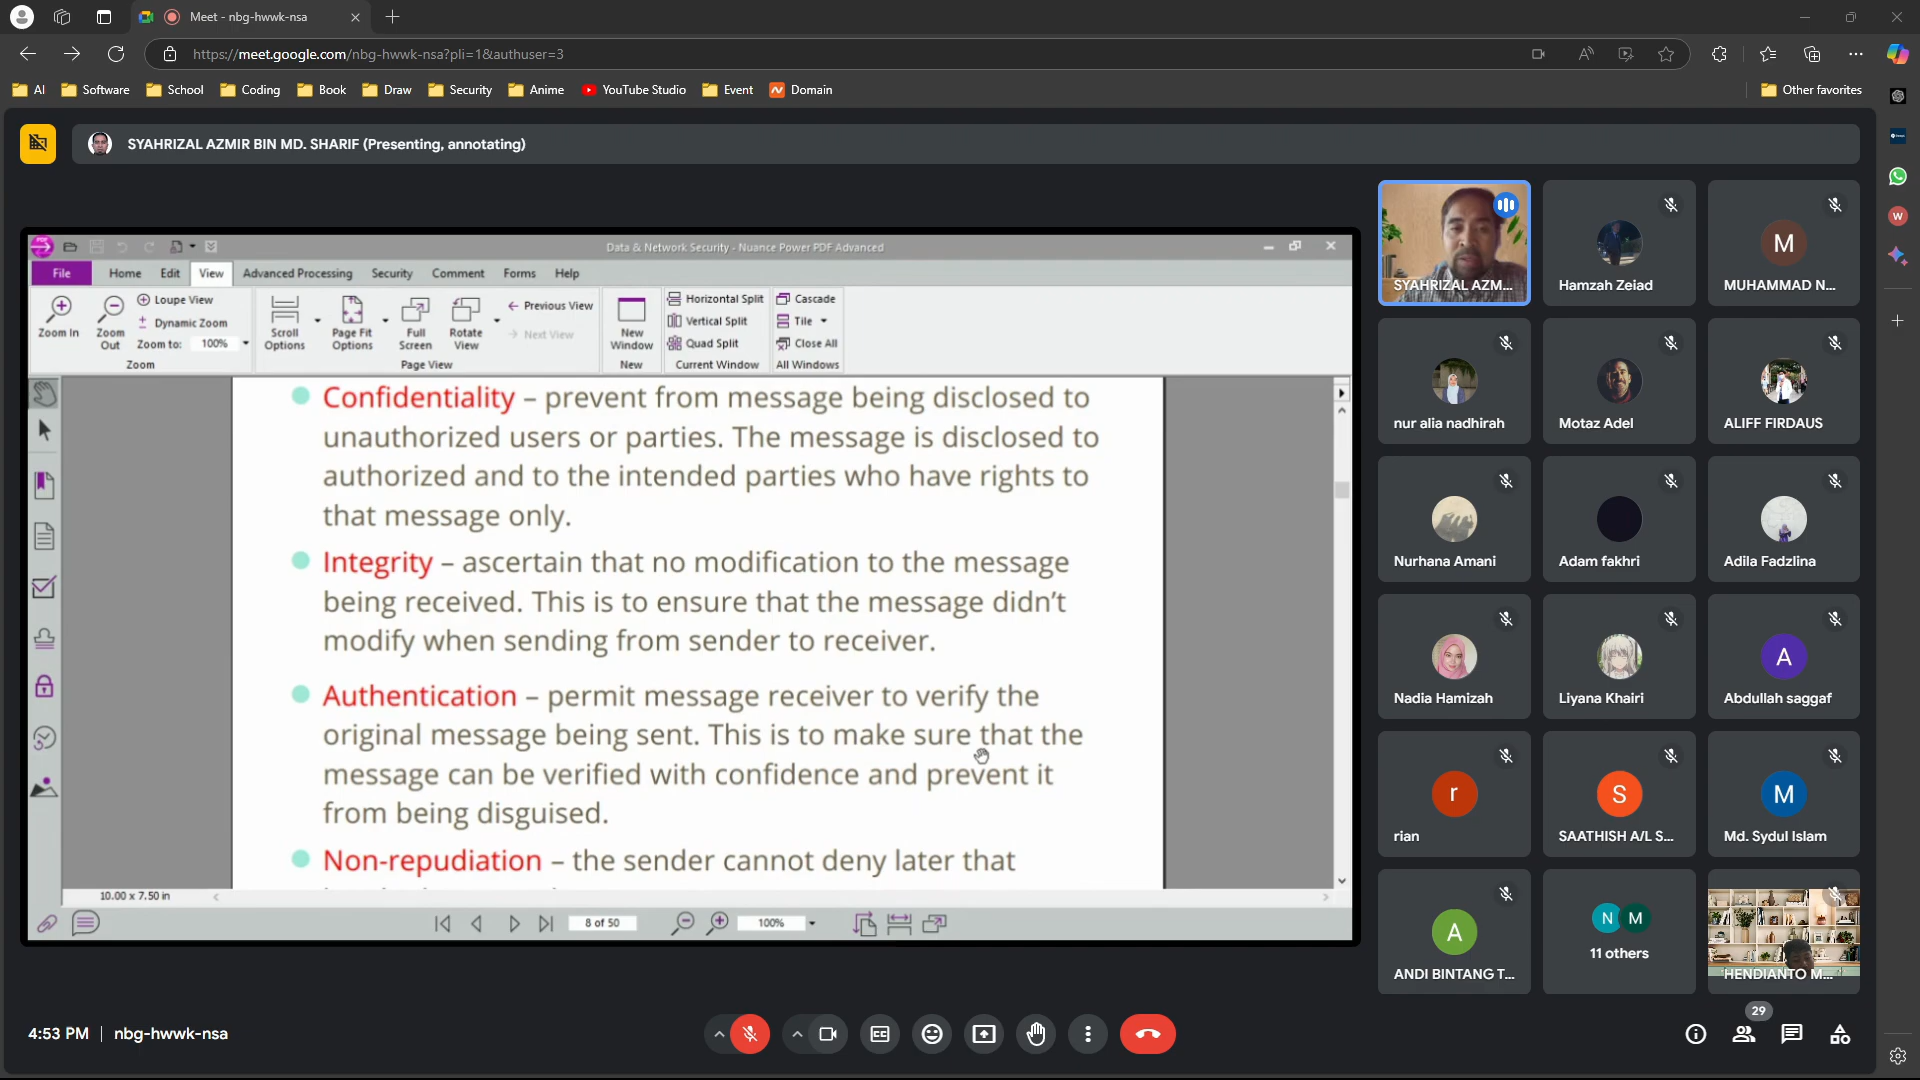 Meet - nbg-hwwk-nsa
https://meet.google.com/nbg-hwwk-nsa?pli=1&authuser=3
AI Software School Coding Book Draw Security Anime YouTube Studio Event Domain Other favorites
SYAHRIZAL AZMIR BIN MD. SHARIF (Presenting, annotating)
Data & Network Security - Nuance Power PDF Advanced
File Home Edit View Advanced Processing Security Comment Forms Help
Zoom In
Zoom Out
Loupe View
Dynamic Zoom
Zoom to: 100%
Zoom
Scroll Options
Page Fit Options
Full Screen
Rotate View
Previous View
Next View
Page View
New Window
New
Horizontal Split
Vertical Split
Quad Split
Current Window
Cascade
Tile
Close All
All Windows
Confidentiality – prevent from message being disclosed to
unauthorized users or parties. The message is disclosed to
authorized and to the intended parties who have rights to
that message only.
Integrity – ascertain that no modification to the message
being received. This is to ensure that the message didn't
modify when sending from sender to receiver.
Authentication – permit message receiver to verify the
original message being sent. This is to make sure that the
message can be verified with confidence and prevent it
from being disguised.
Non-repudiation – the sender cannot deny later that
10.00 x 7.50 in
8 of 50
100%
SYAHRIZAL AZM...
Hamzah Zeiad
M
MUHAMMAD N...
nur alia nadhirah
Motaz Adel
ALIFF FIRDAUS
Nurhana Amani
Adam fakhri
Adila Fadzlina
Nadia Hamizah
Liyana Khairi
A
Abdullah saggaf
r
rian
S
SAATHISH A/L S...
M
Md. Sydul Islam
A
ANDI BINTANG T...
N M
11 others
HENDIANTO M...
4:53 PM | nbg-hwwk-nsa
29